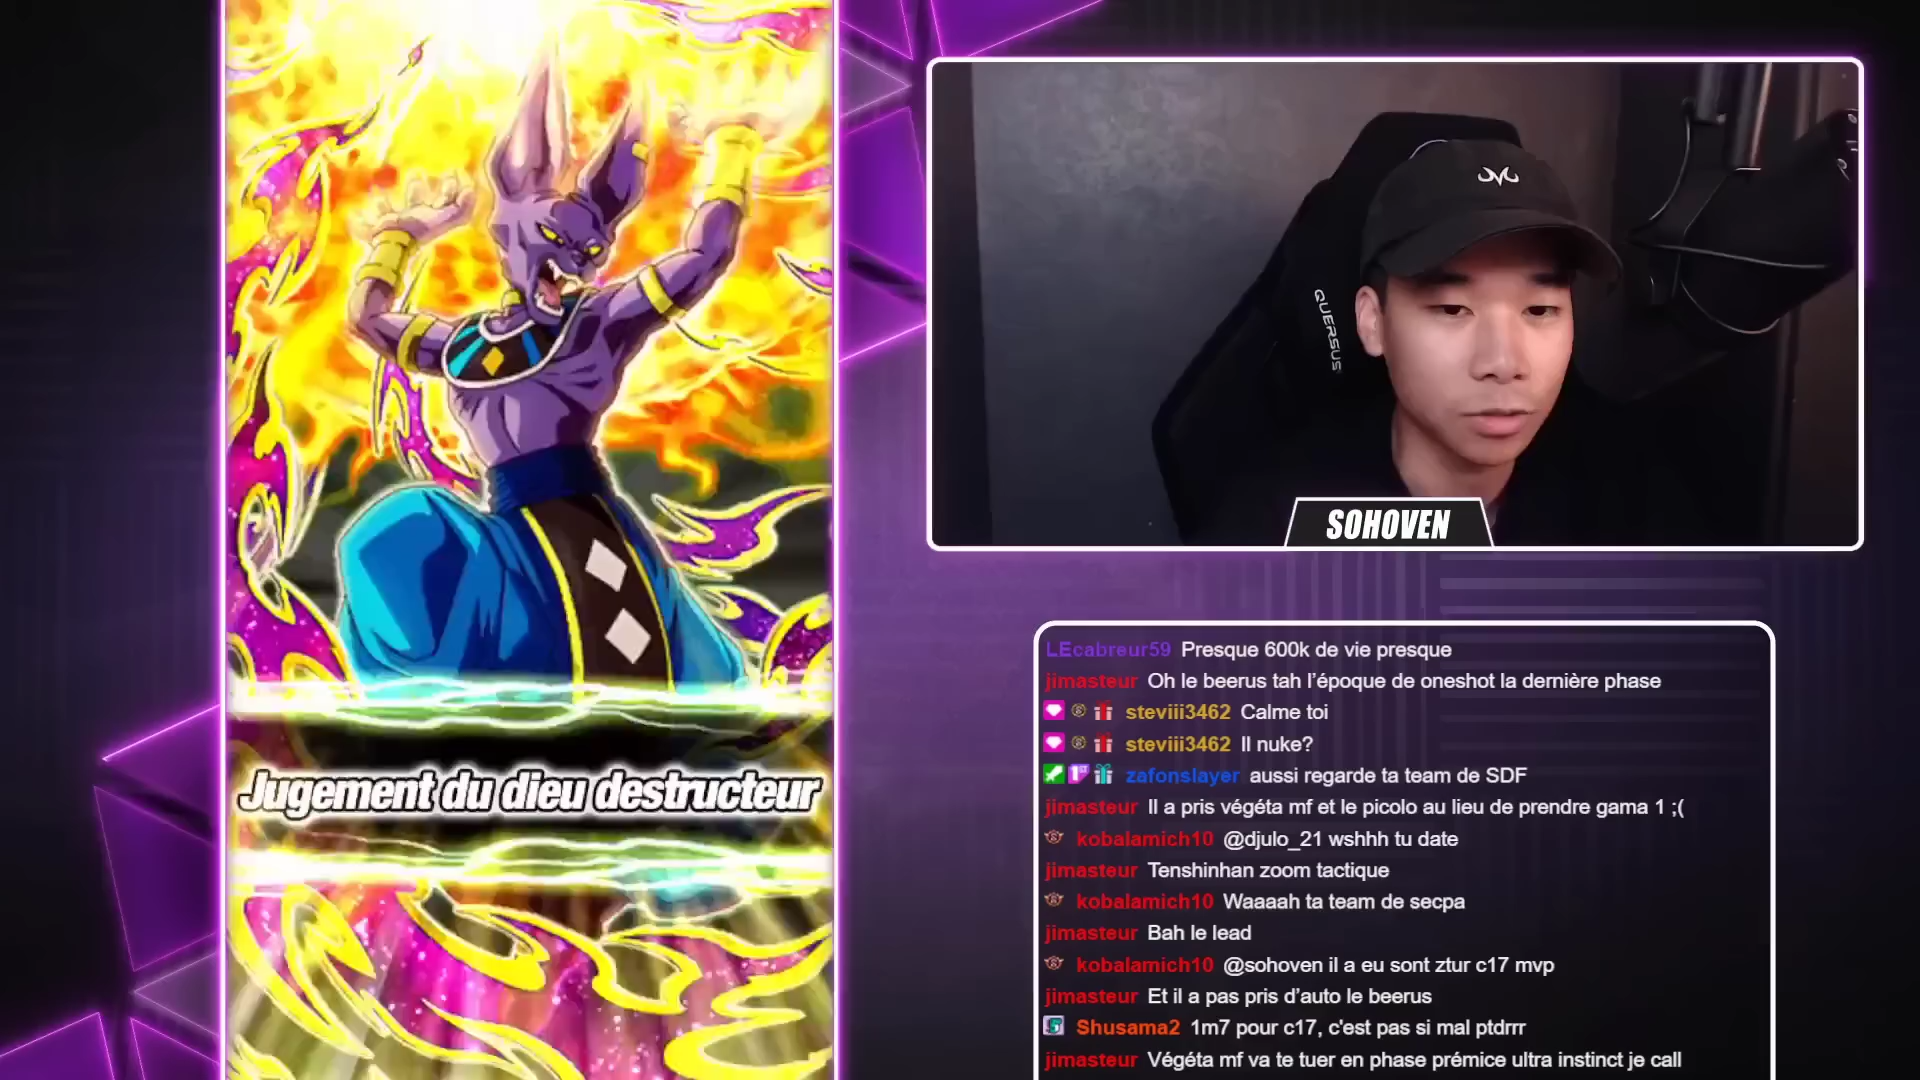 QUERSUS
SOHOVEN
Jugement du dieu destructeur
LEcabreur59 Presque 600k de vie presque
jimasteur Oh le beerus tah l’époque de oneshot la dernière phase
steviii3462 Calme toi
steviii3462 Il nuke?
1ST zafonslayer aussi regarde ta team de SDF
jimasteur Il a pris végéta mf et le picolo au lieu de prendre gama 1 ;(
kobalamich10 @djulo_21 wshhh tu date
jimasteur Tenshinhan zoom tactique
kobalamich10 Waaaah ta team de secpa
jimasteur Bah le lead
kobalamich10 @sohoven il a eu sont ztur c17 mvp
jimasteur Et il a pas pris d’auto le beerus
Shusama2 1m7 pour c17, c'est pas si mal ptdrrr
jimasteur Végéta mf va te tuer en phase prémice ultra instinct je call